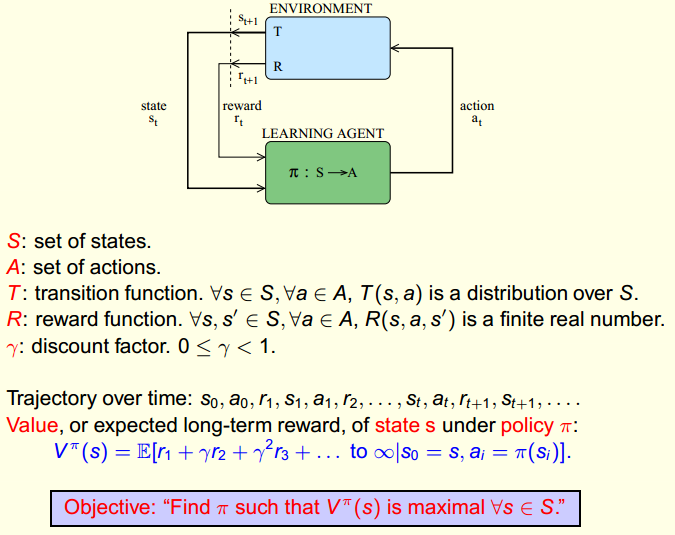 ENVIRONMENT
s_{t+1}
T
R
r_{t+1}
state
s_t
reward
r_t
action
a_t
LEARNING AGENT
π : S ⟶ A
S: set of states.
A: set of actions.
T: transition function. ∀s ∈ S, ∀a ∈ A, T(s, a) is a distribution over S.
R: reward function. ∀s, s′ ∈ S, ∀a ∈ A, R(s, a, s′) is a finite real number.
γ: discount factor. 0 ≤ γ < 1.
Trajectory over time: s_0, a_0, r_1, s_1, a_1, r_2, . . . , s_t, a_t, r_{t+1}, s_{t+1}, . . . .
Value, or expected long-term reward, of state s under policy π:
V^π(s) = 𝔼[r_1 + γr_2 + γ^2r_3 + . . . to ∞|s_0 = s, a_i = π(s_i)].
Objective: “Find π such that V^π(s) is maximal ∀s ∈ S.”